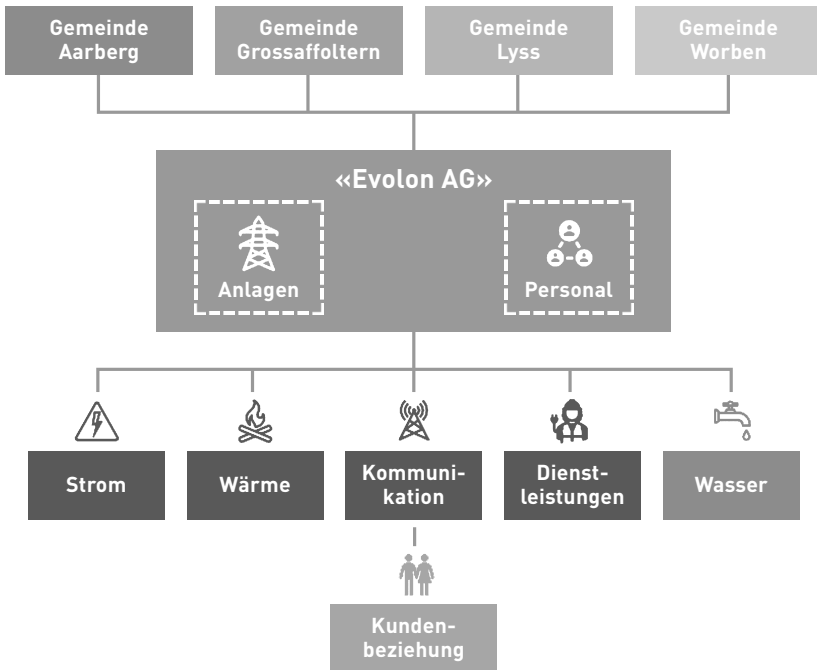 Gemeinde
Aarberg
Gemeinde
Grossaffoltern
Gemeinde
Lyss
Gemeinde
Worben
«Evolon AG»
Anlagen
Personal
Strom
Wärme
Kommuni-
kation
Dienst-
leistungen
Wasser
Kunden-
beziehung